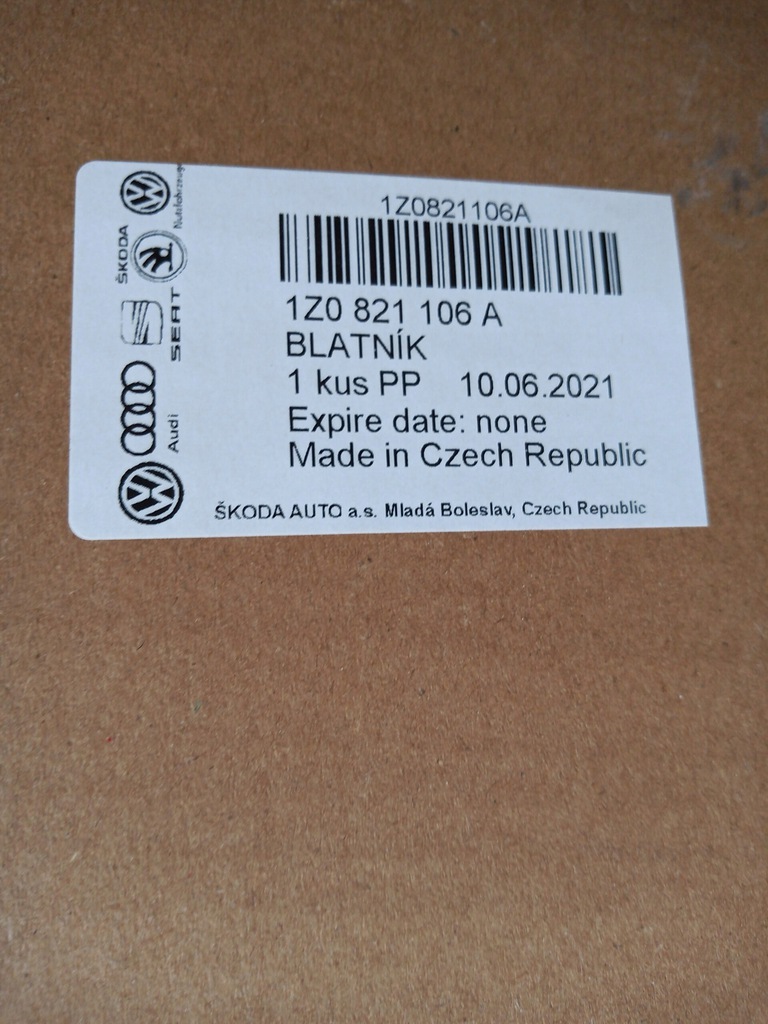 1Z0821106A
1Z0 821 106 A
BLATNÍK
1 kus PP 10.06.2021
Expire date: none
Made in Czech Republic
ŠKODA AUTO a.s. Mladá Boleslav, Czech Republic
Nutzfahrzeuge
ŠKODA
SEAT
Audi